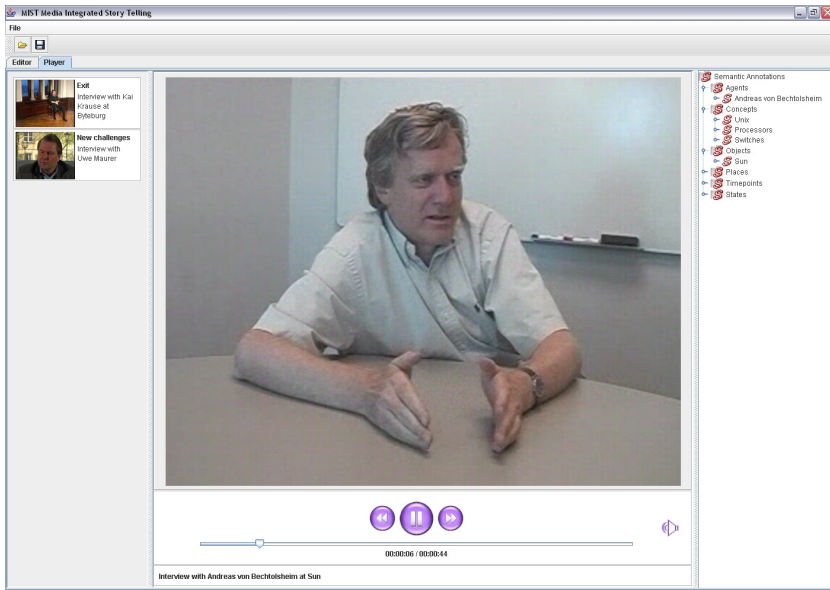 MIST Media Integrated Story Telling
File
Editor Player
Exit
Interview with Kai
Krause at
Byteburg
New challenges
Interview with
Uwe Maurer
00:00:06 / 00:00:44
Interview with Andreas von Bechtolsheim at Sun
Semantic Annotations
Agents
Andreas von Bechtolsheim
Concepts
Unix
Processors
Switches
Objects
Sun
Places
Timepoints
States